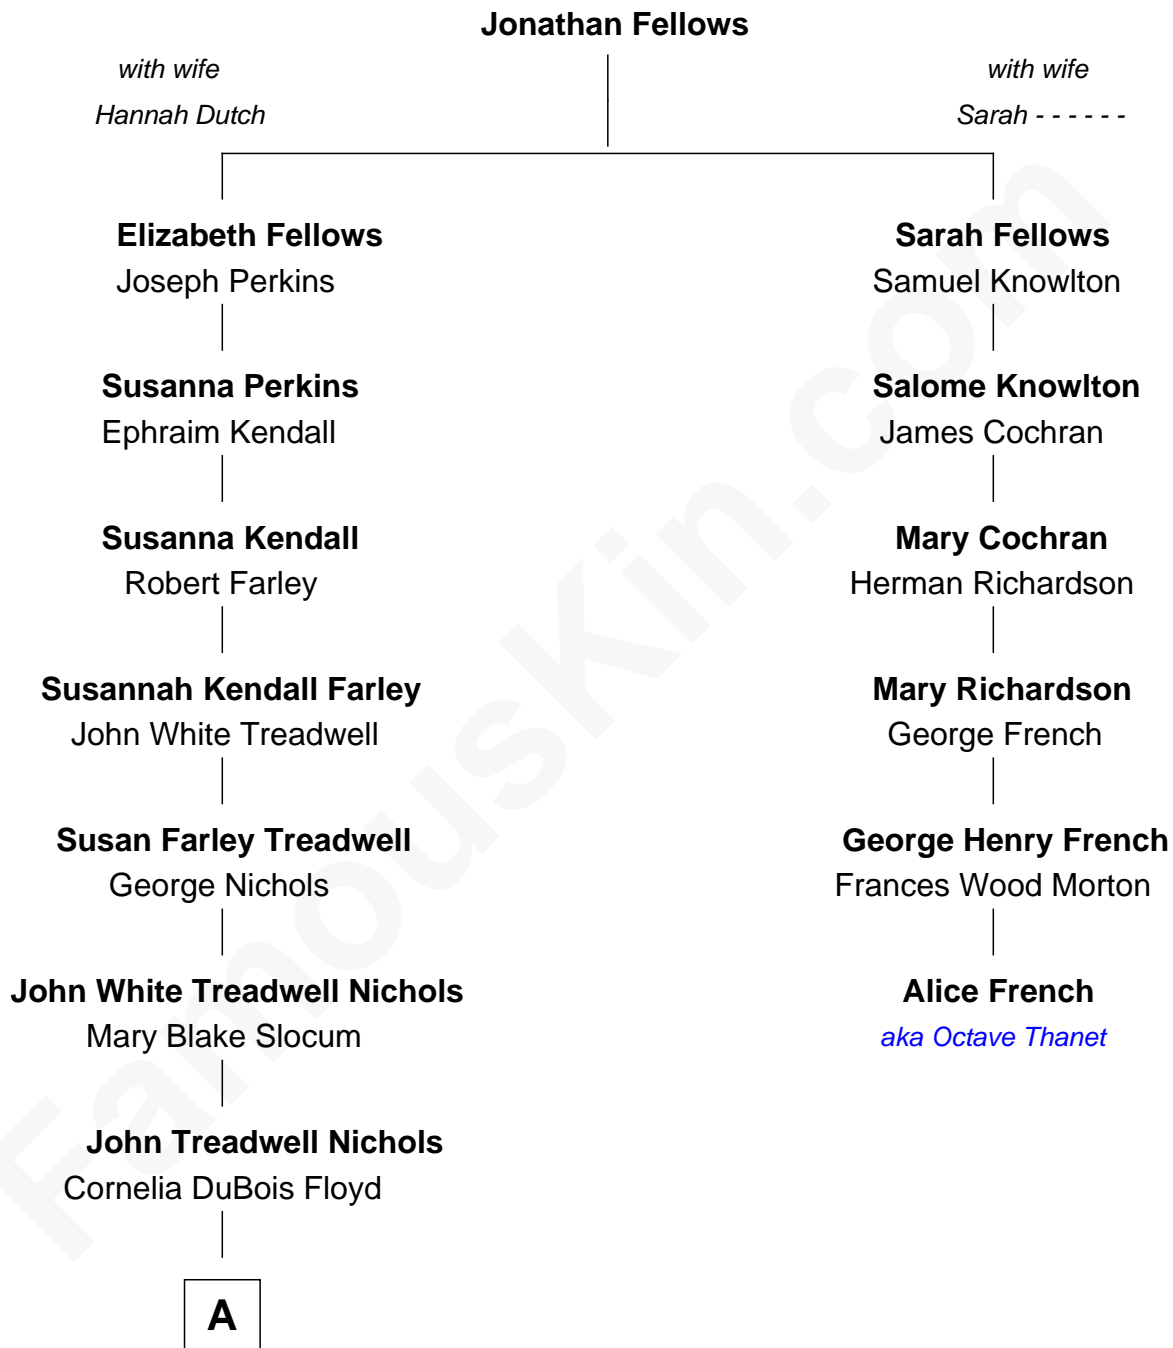 Jonathan Fellows
with wife
Hannah Dutch
with wife
Sarah - - - - - -
Elizabeth Fellows
Joseph Perkins
Sarah Fellows
Samuel Knowlton
Susanna Perkins
Ephraim Kendall
Salome Knowlton
James Cochran
Susanna Kendall
Robert Farley
Mary Cochran
Herman Richardson
Susannah Kendall Farley
John White Treadwell
Mary Richardson
George French
Susan Farley Treadwell
George Nichols
George Henry French
Frances Wood Morton
John White Treadwell Nichols
Mary Blake Slocum
Alice French
aka Octave Thanet
John Treadwell Nichols
Cornelia DuBois Floyd
A
FamousKin.com